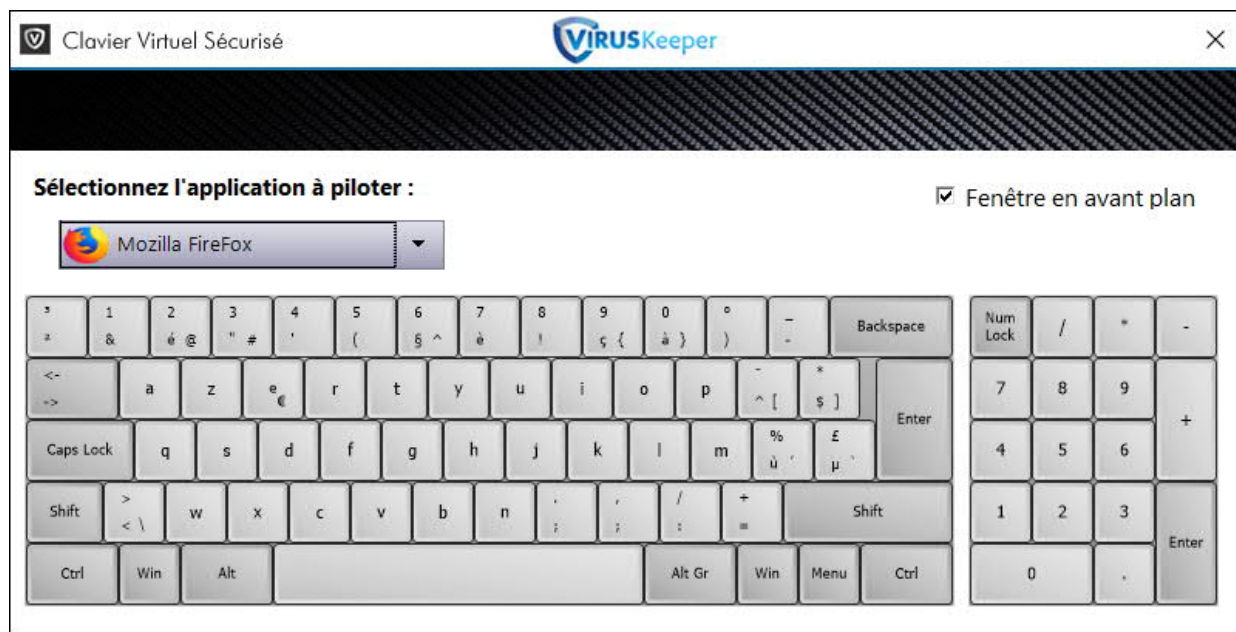 Clavier Virtuel Sécurisé
VIRUSKeeper
Sélectionnez l'application à piloter :
Fenêtre en avant plan
Mozilla FireFox
³ 1 2 3 4 5 6 7 8 9 0 ° _ Backspace
² & é @ " # ' ( § ^ è ! ç { à } ) -
Num Lock / * -
<- a z e € r t y u i o p ¨ * Enter
-> ^ [ $ ]
7 8 9 +
Caps Lock q s d f g h j k l m % £
ù ´ µ `
4 5 6
Shift > w x c v b n . , / + Shift
< \ ; ; : =
1 2 3 Enter
Ctrl Win Alt Alt Gr Win Menu Ctrl
0 .